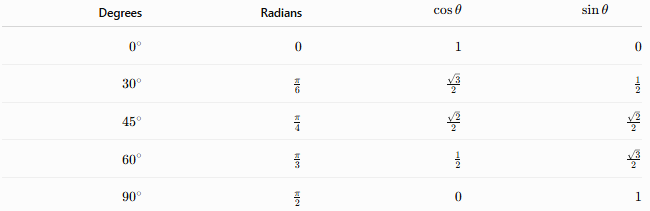 Degrees Radians cos θ sin θ
0° 0 1 0
30° π/6 √3/2 1/2
45° π/4 √2/2 √2/2
60° π/3 1/2 √3/2
90° π/2 0 1